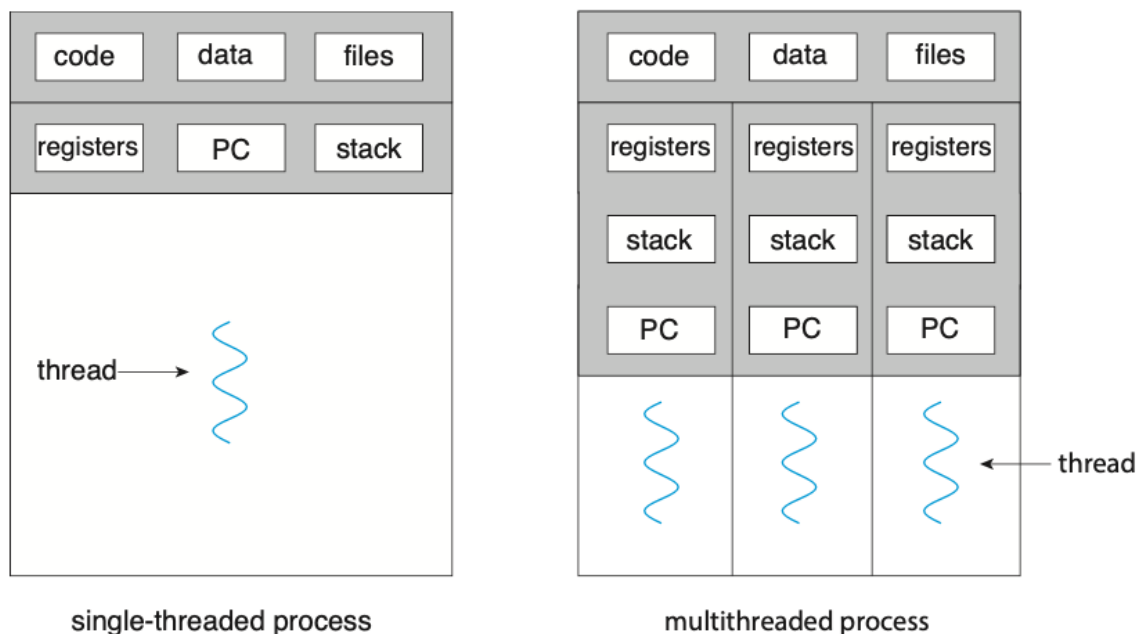 code data files
registers PC stack
thread
single-threaded process
code data files
registers registers registers
stack stack stack
PC PC PC
thread
multithreaded process